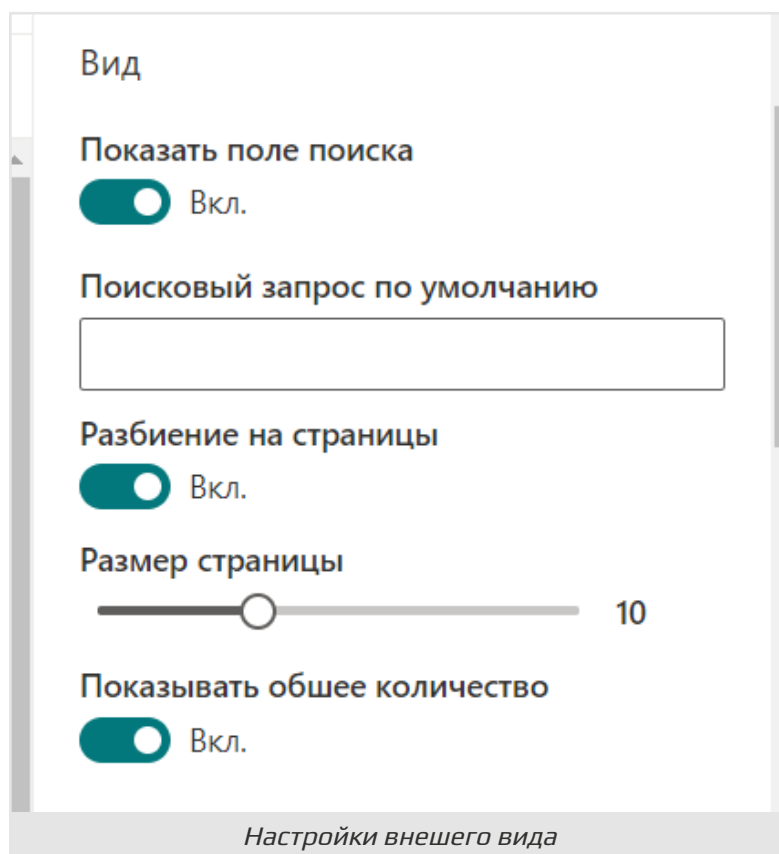 Вид
Показать поле поиска
Вкл.
Поисковый запрос по умолчанию
Разбиение на страницы
Вкл.
Размер страницы
10
Показывать обшее количество
Вкл.
Настройки внешего вида